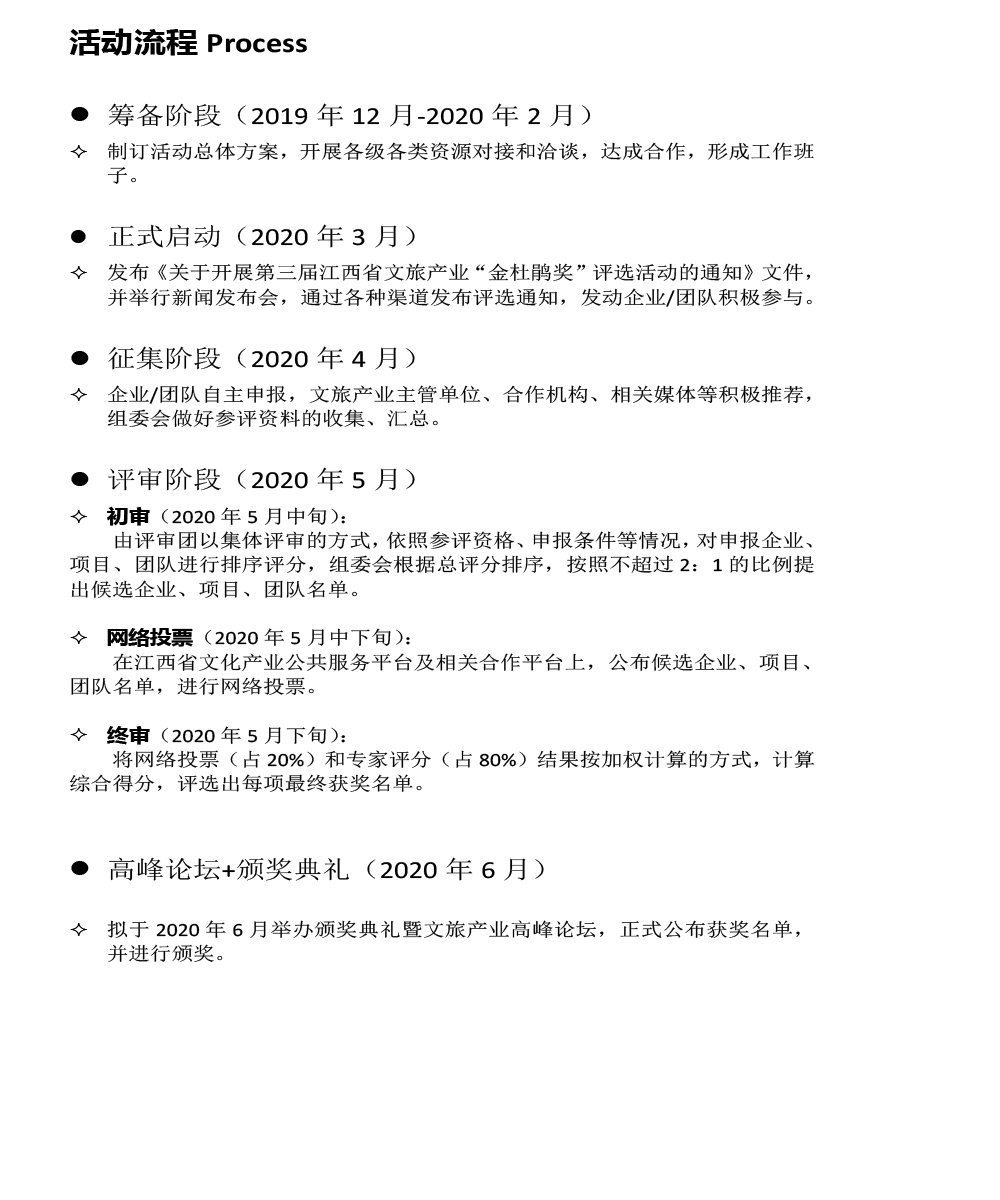 活动流程 Process
● 筹备阶段（2019 年 12 月-2020 年 2 月）
✧ 制订活动总体方案，开展各级各类资源对接和洽谈，达成合作，形成工作班
子。
● 正式启动（2020 年 3 月）
✧ 发布《关于开展第三届江西省文旅产业“金杜鹃奖”评选活动的通知》文件，
并举行新闻发布会，通过各种渠道发布评选通知，发动企业/团队积极参与。
● 征集阶段（2020 年 4 月）
✧ 企业/团队自主申报，文旅产业主管单位、合作机构、相关媒体等积极推荐，
组委会做好参评资料的收集、汇总。
● 评审阶段（2020 年 5 月）
✧ 初审（2020 年 5 月中旬）：
由评审团以集体评审的方式，依照参评资格、申报条件等情况，对申报企业、
项目、团队进行排序评分，组委会根据总评分排序，按照不超过 2：1 的比例提
出候选企业、项目、团队名单。
✧ 网络投票（2020 年 5 月中下旬）：
在江西省文化产业公共服务平台及相关合作平台上，公布候选企业、项目、
团队名单，进行网络投票。
✧ 终审（2020 年 5 月下旬）：
将网络投票（占 20%）和专家评分（占 80%）结果按加权计算的方式，计算
综合得分，评选出每项最终获奖名单。
● 高峰论坛+颁奖典礼（2020 年 6 月）
✧ 拟于 2020 年 6 月举办颁奖典礼暨文旅产业高峰论坛，正式公布获奖名单，
并进行颁奖。